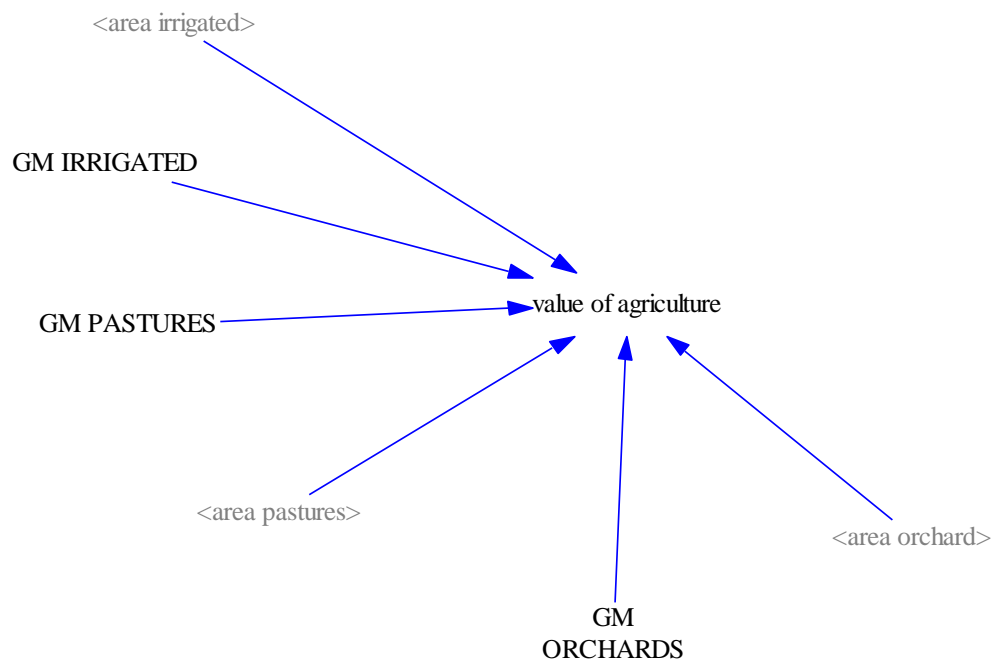 <area irrigated>
GM IRRIGATED
value of agriculture
GM PASTURES
<area pastures>
<area orchard>
GM
ORCHARDS